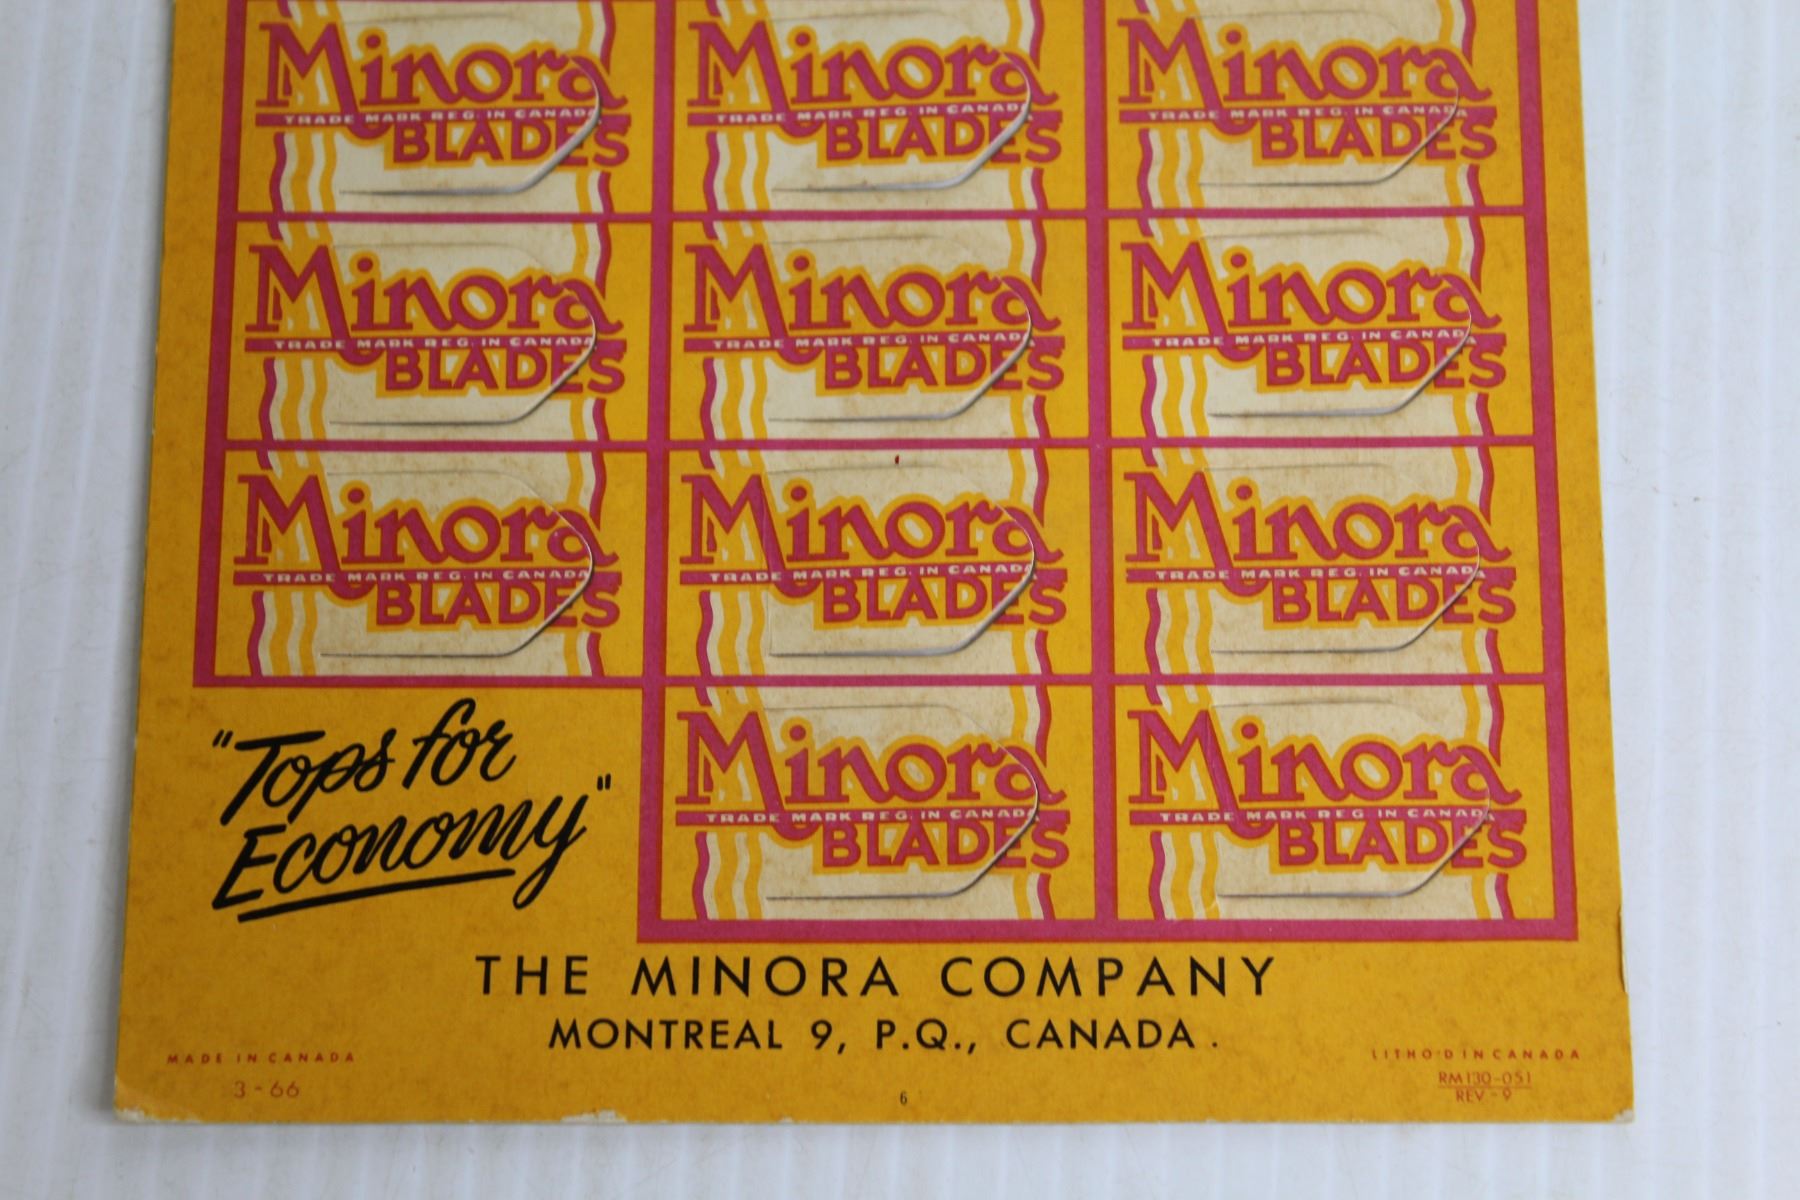 Minora Minora Minora
TRADE MARK REG. IN CANADA TRADE MARK REG. IN CANADA TRADE MARK REG. IN CANADA
BLADES BLADES BLADES
Minora Minora Minora
TRADE MARK REG. IN CANADA TRADE MARK REG. IN CANADA TRADE MARK REG. IN CANADA
BLADES BLADES BLADES
Minora Minora Minora
TRADE MARK REG. IN CANADA TRADE MARK REG. IN CANADA TRADE MARK REG. IN CANADA
BLADES BLADES BLADES
Minora Minora
TRADE MARK REG. IN CANADA TRADE MARK REG. IN CANADA
BLADES BLADES
"Tops for
Economy"
THE MINORA COMPANY
MONTREAL 9, P.Q., CANADA.
MADE IN CANADA
3-66
6
LITHO'D IN CANADA
RM130-051
REV-9